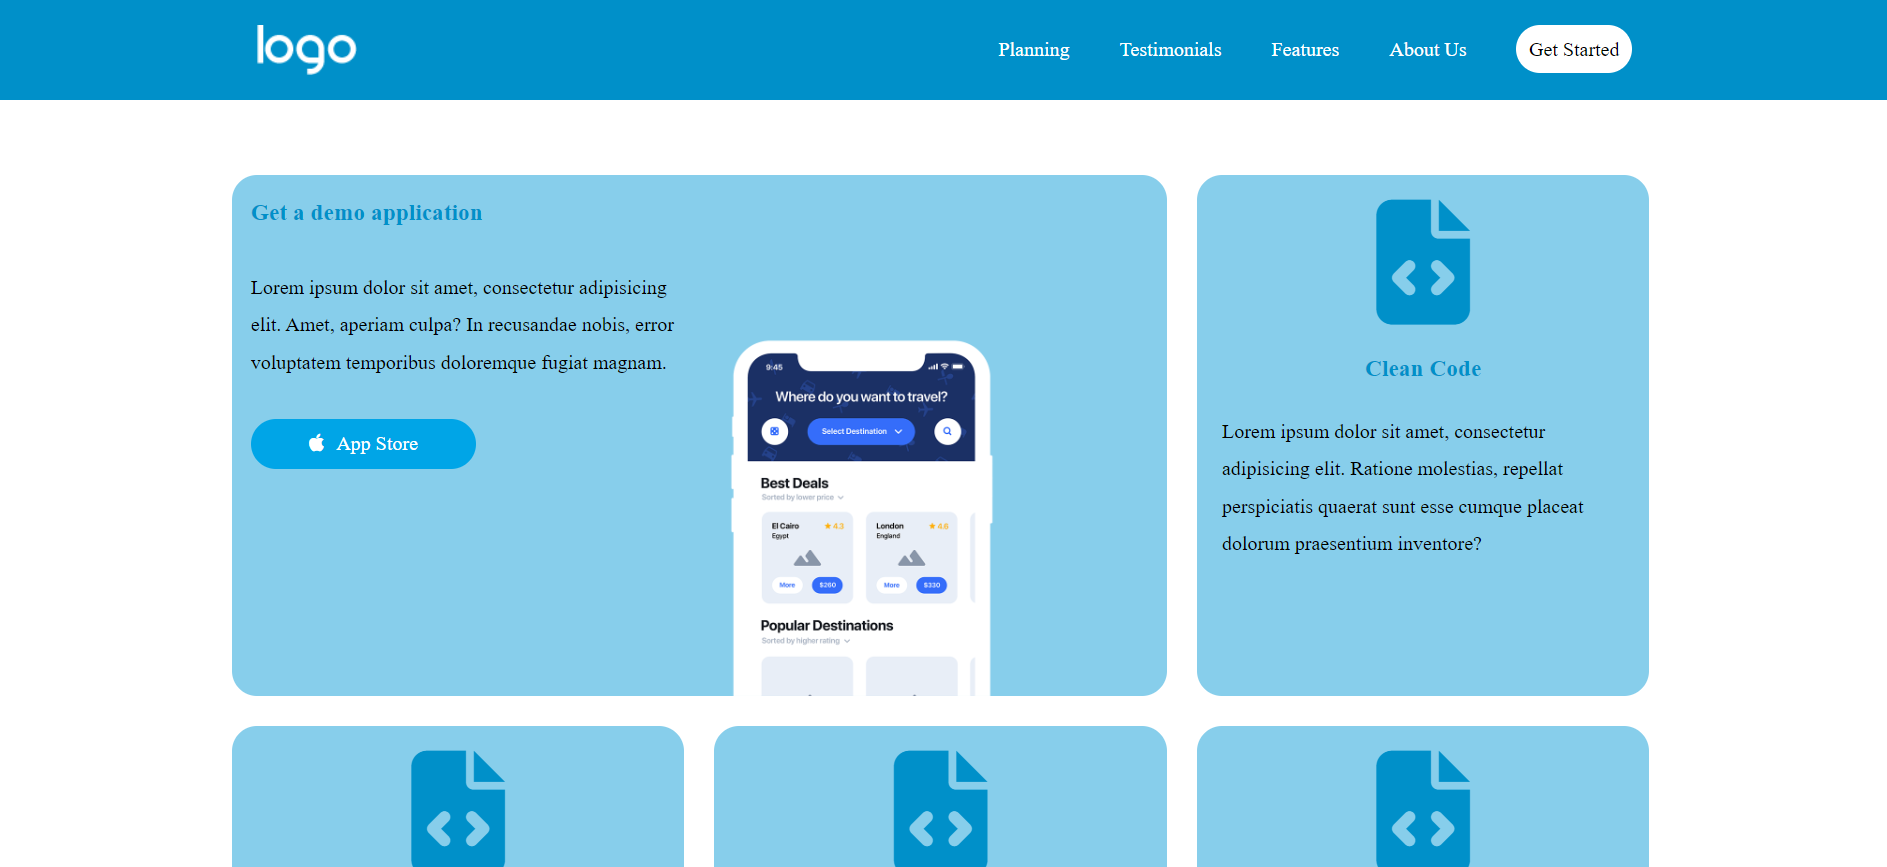 logo
Planning
Testimonials
Features
About Us
Get Started
Get a demo application
Lorem ipsum dolor sit amet, consectetur adipisicing
elit. Amet, aperiam culpa? In recusandae nobis, error
voluptatem temporibus doloremque fugiat magnam.
App Store
9:45
Where do you want to travel?
Select Destination
Best Deals
Sorted by lower price
El Cairo
4.3
Egypt
More
$260
London
4.6
England
More
$330
Popular Destinations
Sorted by higher rating
Clean Code
Lorem ipsum dolor sit amet, consectetur
adipisicing elit. Ratione molestias, repellat
perspiciatis quaerat sunt esse cumque placeat
dolorum praesentium inventore?